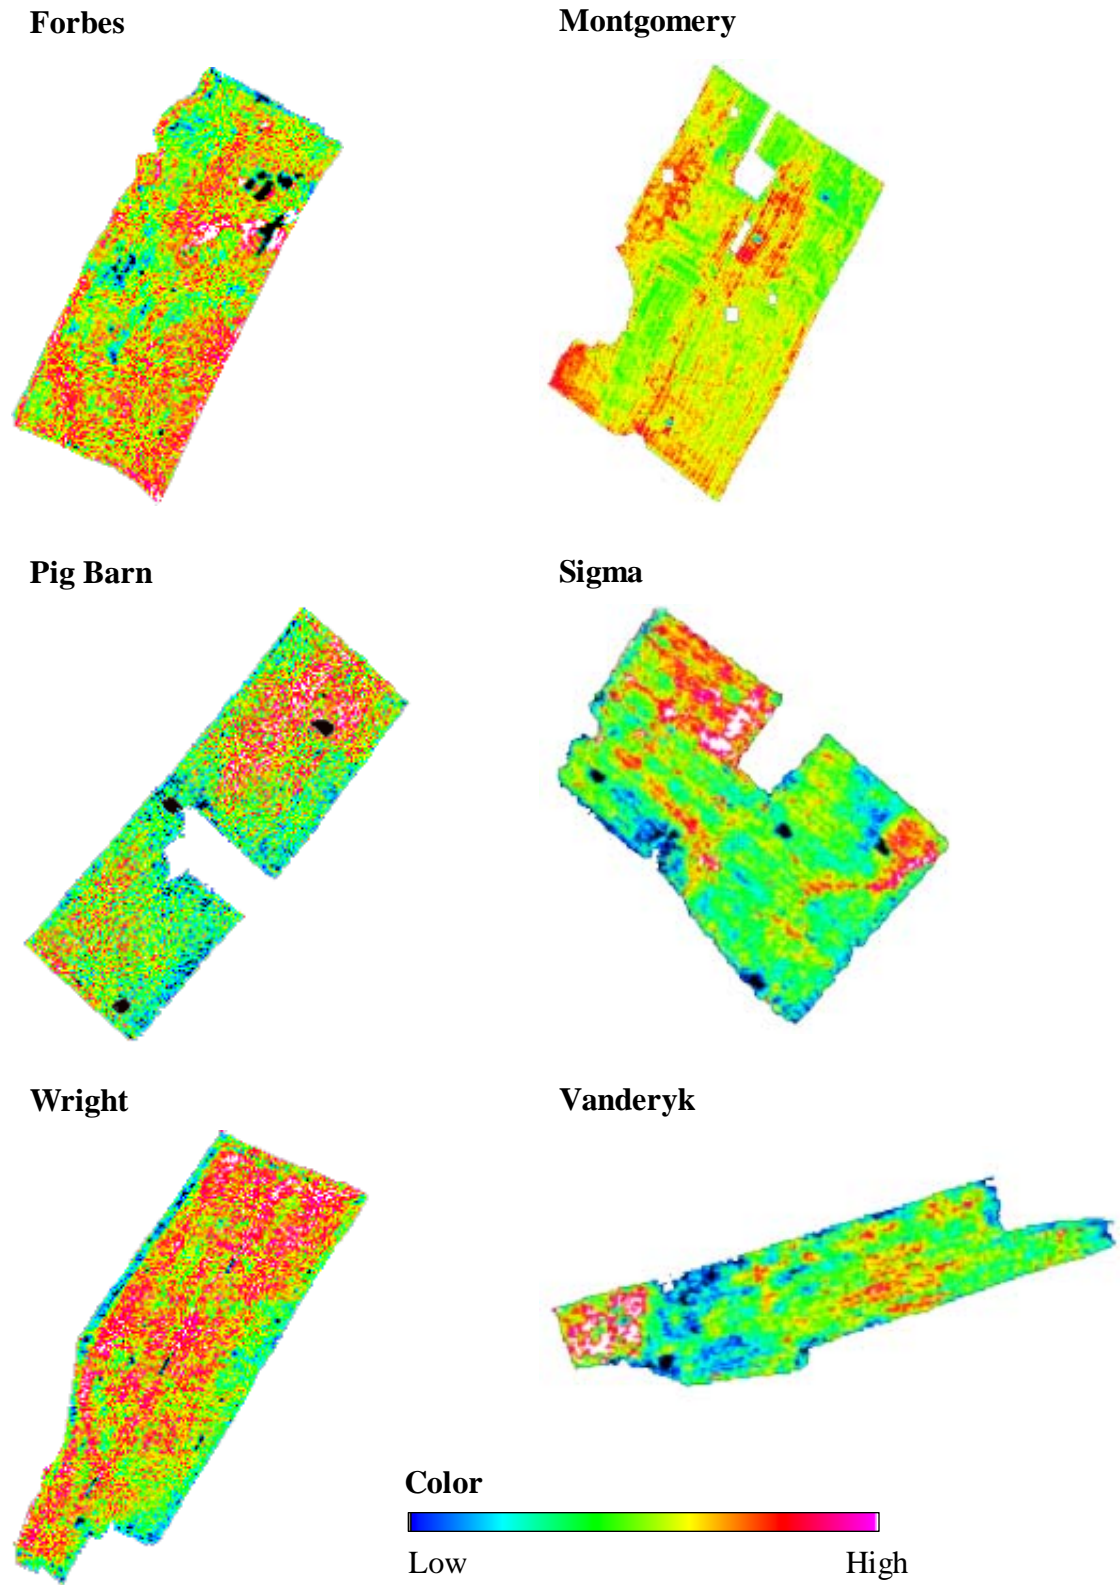 Forbes
Montgomery
Pig Barn
Sigma
Wright
Vanderyk
Color
Low
High